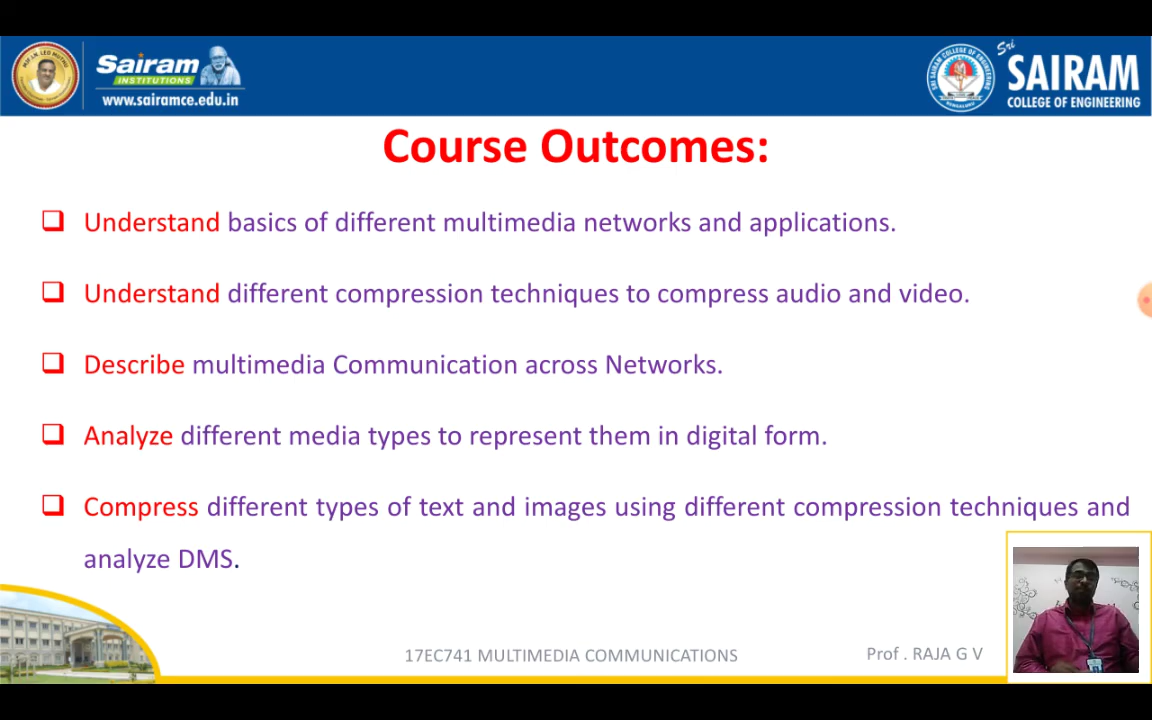 Sairam
INSTITUTIONS
www.sairamce.edu.in
Sri
SAIRAM
COLLEGE OF ENGINEERING
Course Outcomes:
Understand basics of different multimedia networks and applications.
Understand different compression techniques to compress audio and video.
Describe multimedia Communication across Networks.
Analyze different media types to represent them in digital form.
Compress different types of text and images using different compression techniques and
analyze DMS.
17EC741 MULTIMEDIA COMMUNICATIONS
Prof . RAJA G V